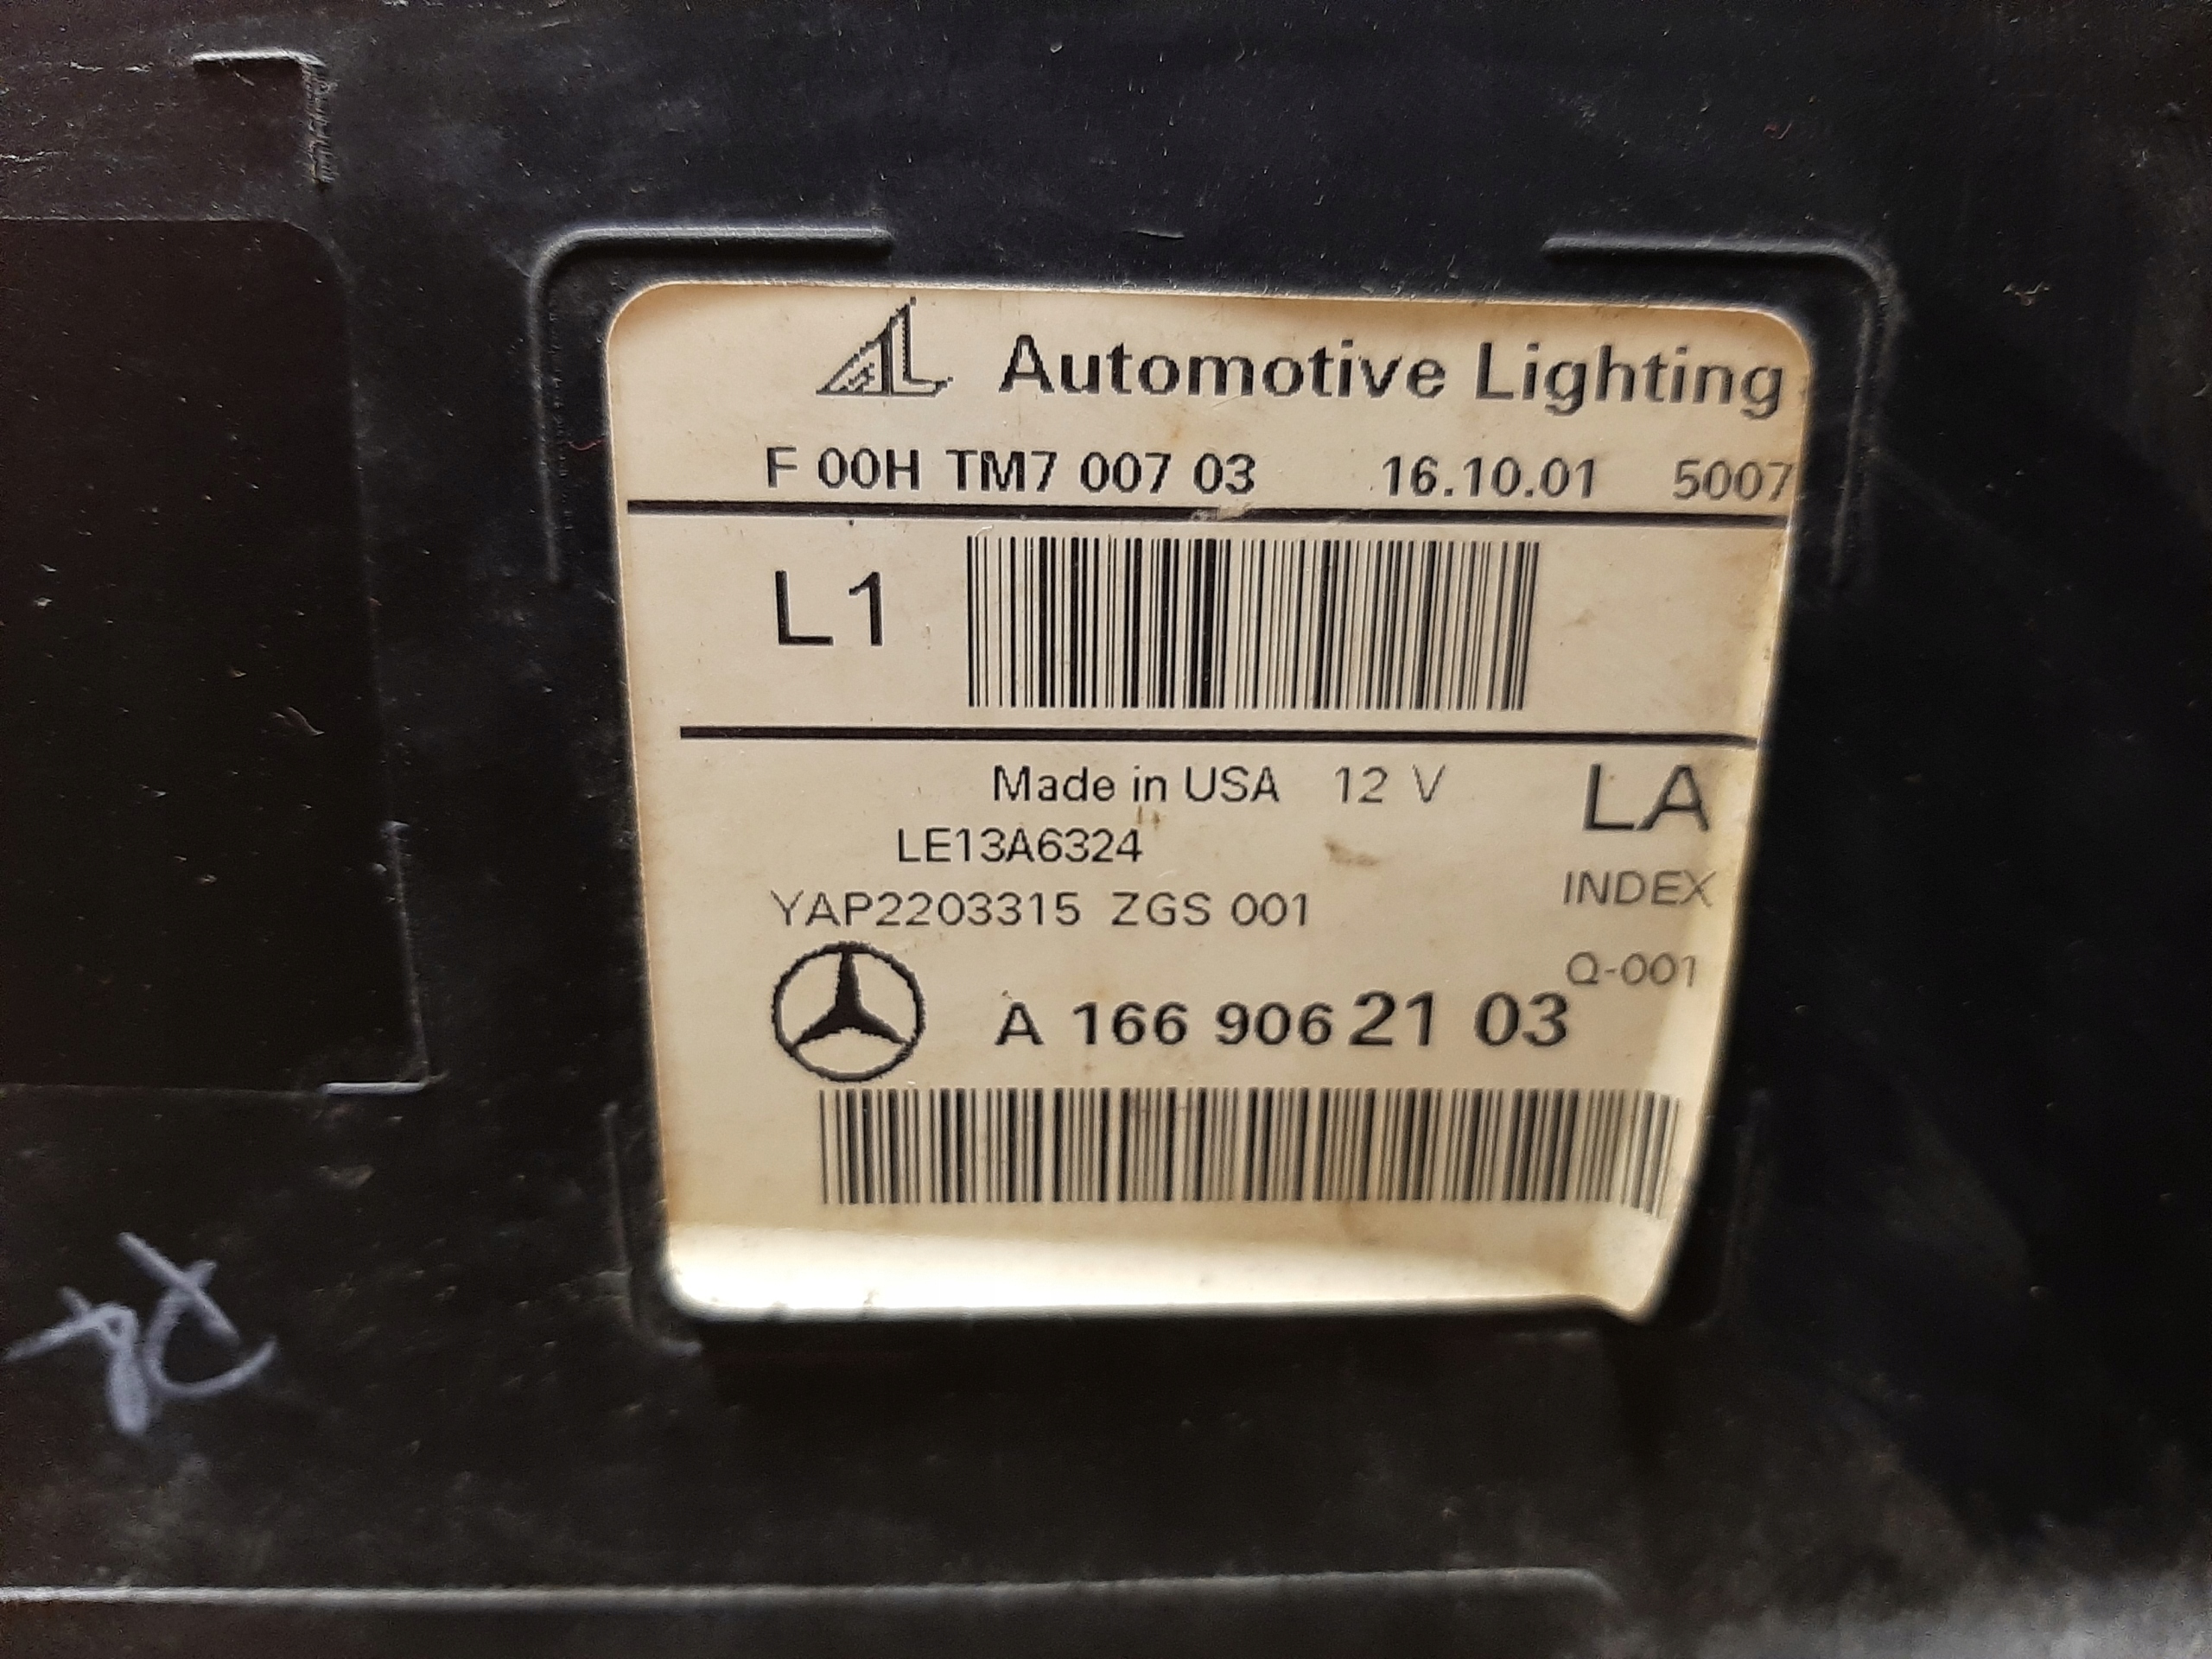 AL Automotive Lighting
F 00H TM7 007 03 16.10.01 5007
L1
Made in USA 12 V LA
LE13A6324 INDEX
YAP2203315 ZGS 001
Q-001
A 166 906 21 03